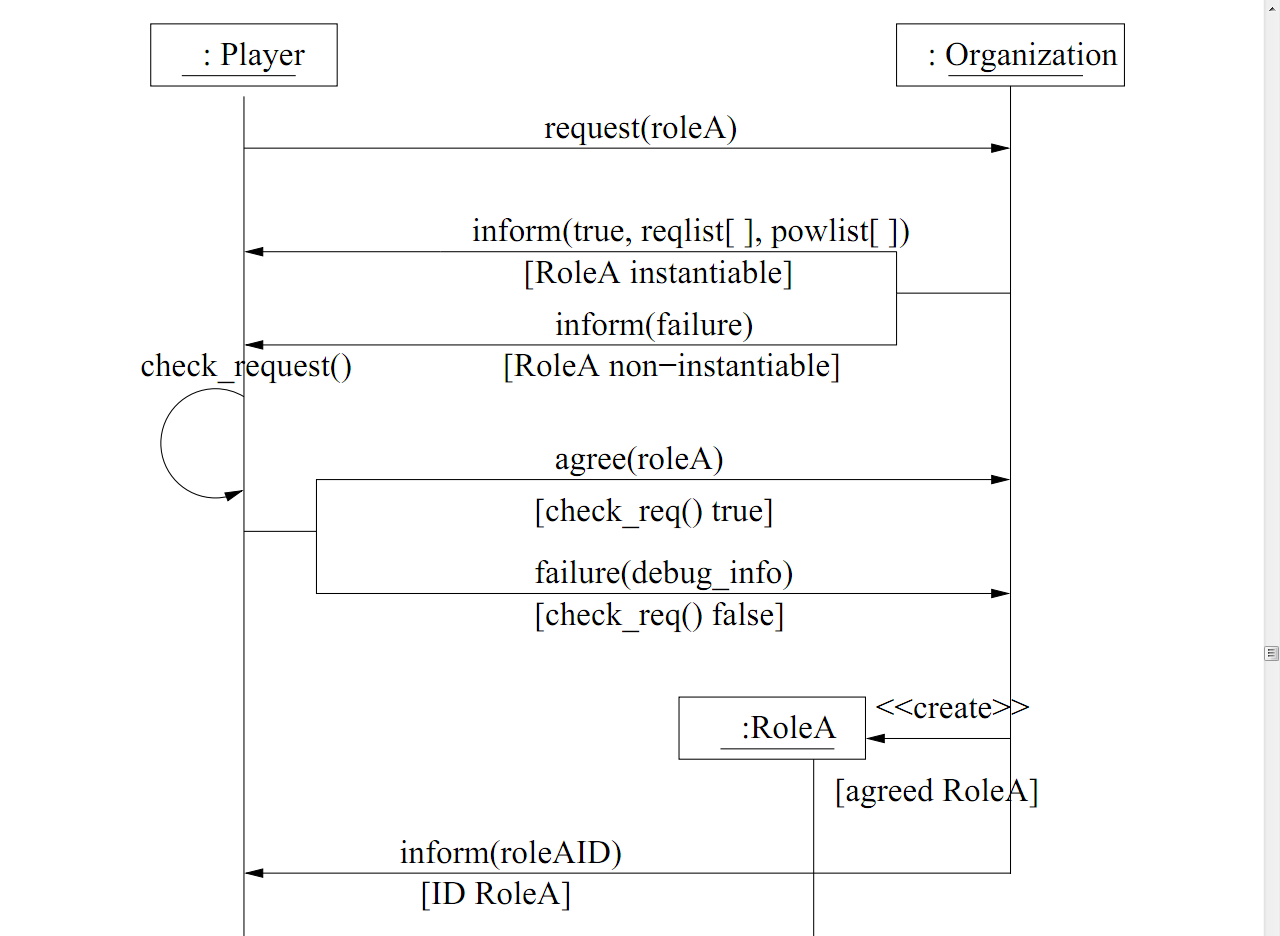 : Player
: Organization
request(roleA)
inform(true, reqlist[ ], powlist[ ])
[RoleA instantiable]
inform(failure)
[RoleA non−instantiable]
check_request()
agree(roleA)
[check_req() true]
failure(debug_info)
[check_req() false]
<<create>>
:RoleA
[agreed RoleA]
inform(roleAID)
[ID RoleA]